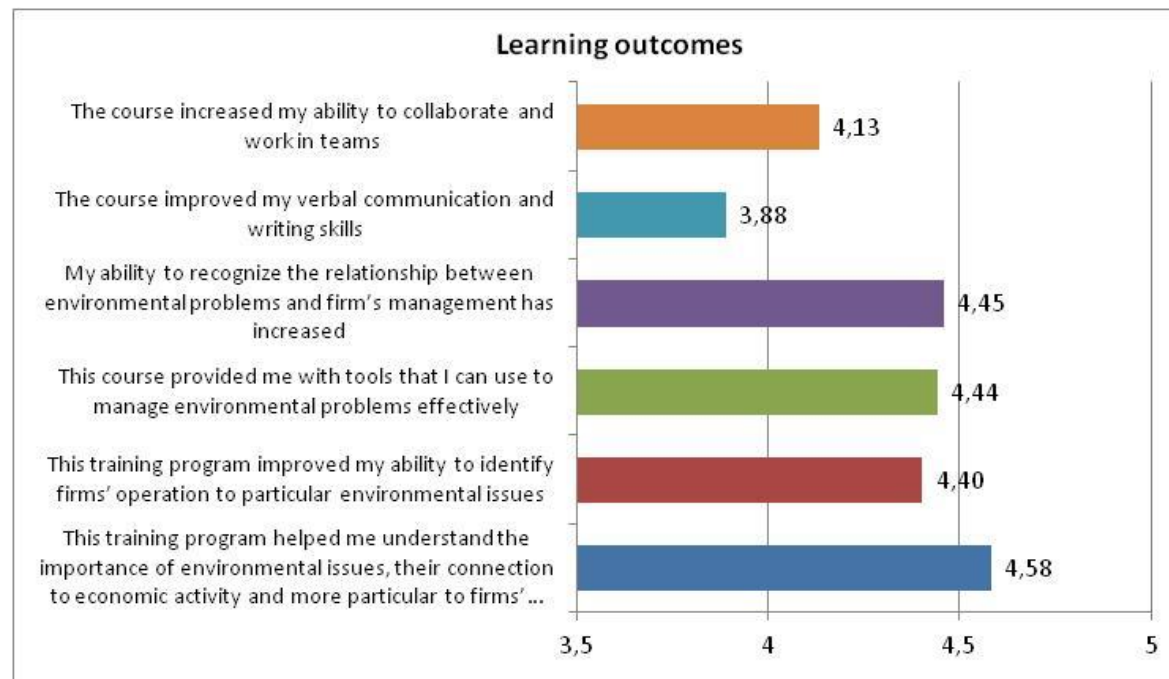 Learning outcomes
The course increased my ability to collaborate and
work in teams
4,13
The course improved my verbal communication and
writing skills
3,88
My ability to recognize the relationship between
environmental problems and firm's management has
increased
4,45
This course provided me with tools that I can use to
manage environmental problems effectively
4,44
This training program improved my ability to identify
firms' operation to particular environmental issues
4,40
This training program helped me understand the
importance of environmental issues, their connection
to economic activity and more particular to firms' ...
4,58
3,5 4 4,5 5